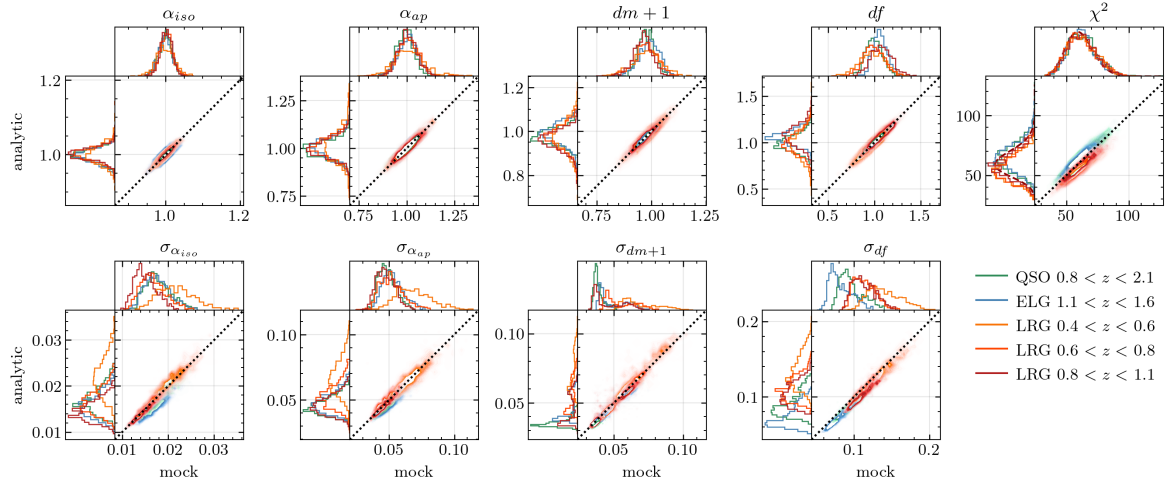 α_iso α_ap dm + 1 df χ²
analytic
1.2
1.0
1.0 1.2
1.25
1.00
0.75
0.75 1.00 1.25
1.2
1.0
0.8
0.75 1.00 1.25
1.5
1.0
0.5
0.5 1.0 1.5
100
50
50 100
σ_α_iso σ_α_ap σ_dm+1 σ_df
analytic
0.03
0.02
0.01
0.01 0.02 0.03
mock
0.10
0.05
0.05 0.10
mock
0.10
0.05
0.05 0.10
mock
0.2
0.1
0.1 0.2
mock
QSO 0.8 < z < 2.1
ELG 1.1 < z < 1.6
LRG 0.4 < z < 0.6
LRG 0.6 < z < 0.8
LRG 0.8 < z < 1.1